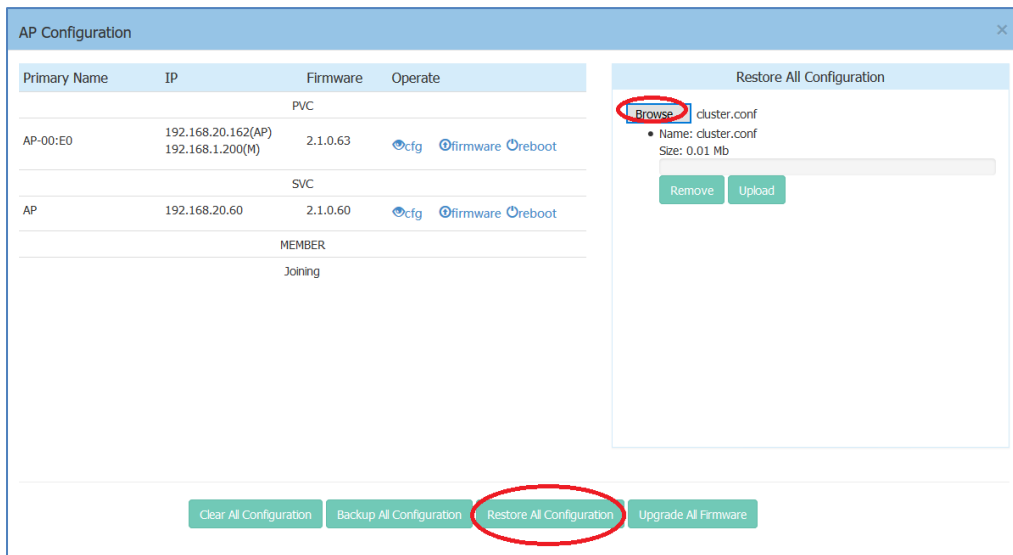 AP Configuration
×
Primary Name IP Firmware Operate
PVC
AP-00:E0 192.168.20.162(AP) 192.168.1.200(M) 2.1.0.63 cfg firmware reboot
SVC
AP 192.168.20.60 2.1.0.60 cfg firmware reboot
MEMBER
Joining
Restore All Configuration
Browse cluster.conf
• Name: cluster.conf
Size: 0.01 Mb
Remove Upload
Clear All Configuration Backup All Configuration Restore All Configuration Upgrade All Firmware